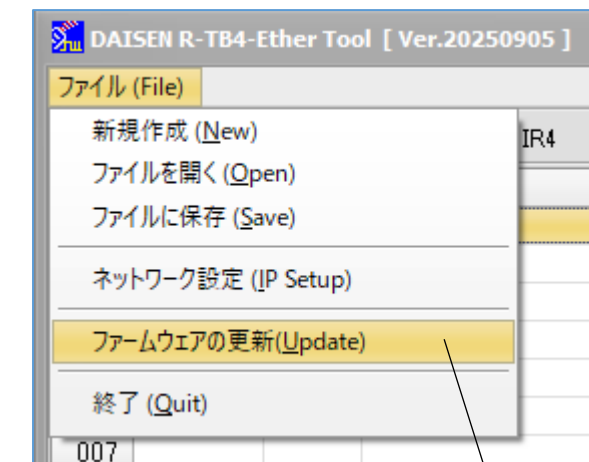 DAISEN R-TB4-Ether Tool [ Ver.20250905 ]
ファイル (File)
新規作成 (New)
IR4
ファイルを開く (Open)
ファイルに保存 (Save)
ネットワーク設定 (IP Setup)
ファームウェアの更新(Update)
終了 (Quit)
007